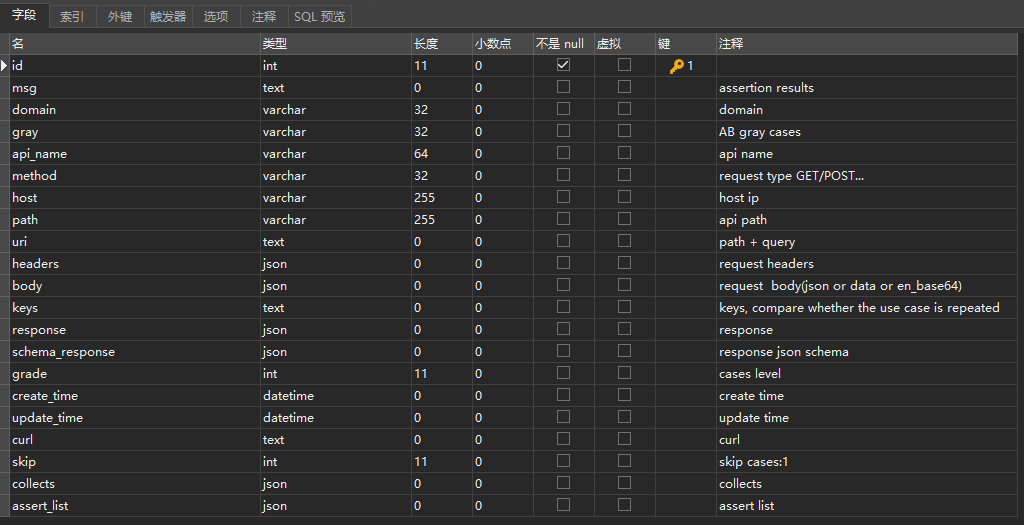 字段 索引 外键 触发器 选项 注释 SQL 预览
名 类型 长度 小数点 不是 null 虚拟 键 注释
id int 11 0 1
msg text 0 0 assertion results
domain varchar 32 0 domain
gray varchar 32 0 AB gray cases
api_name varchar 64 0 api name
method varchar 32 0 request type GET/POST...
host varchar 255 0 host ip
path varchar 255 0 api path
uri text 0 0 path + query
headers json 0 0 request headers
body json 0 0 request  body(json or data or en_base64)
keys text 0 0 keys, compare whether the use case is repeated
response json 0 0 response
schema_response json 0 0 response json schema
grade int 11 0 cases level
create_time datetime 0 0 create time
update_time datetime 0 0 update time
curl text 0 0 curl
skip int 11 0 skip cases:1
collects json 0 0 collects
assert_list json 0 0 assert list